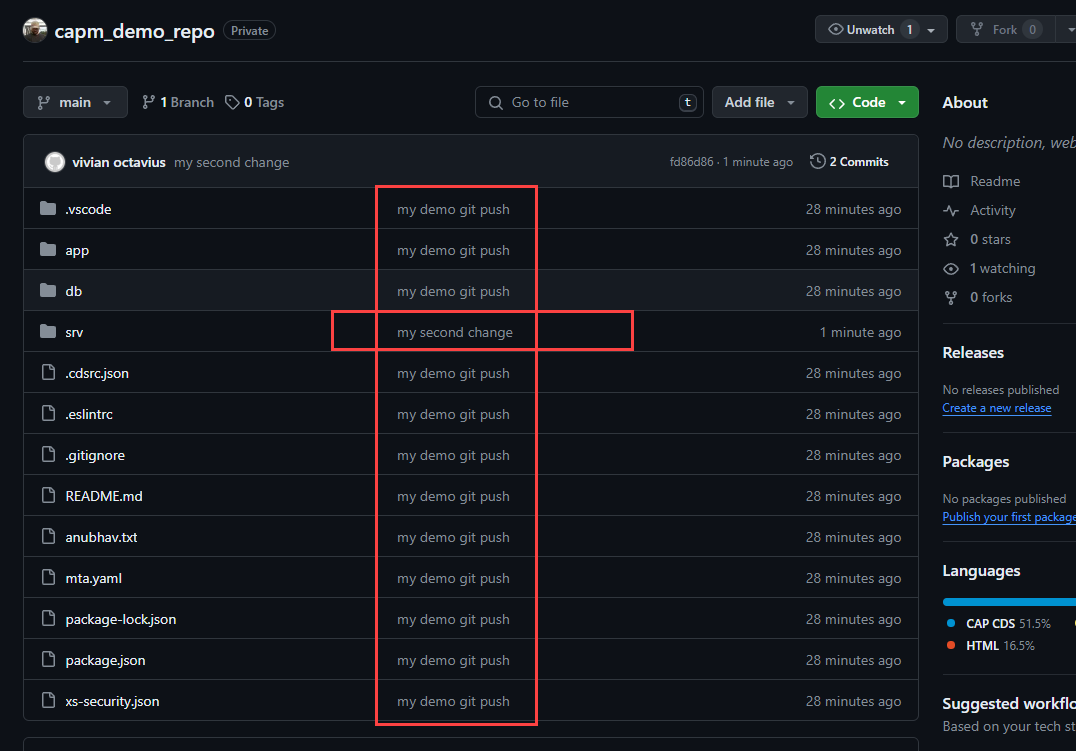 capm_demo_repo Private Unwatch 1 Fork 0
main 1 Branch 0 Tags Go to file t Add file Code
vivian octavius my second change fd86d86 · 1 minute ago 2 Commits
.vscode my demo git push 28 minutes ago
app my demo git push 28 minutes ago
db my demo git push 28 minutes ago
srv my second change 1 minute ago
.cdsrc.json my demo git push 28 minutes ago
.eslintrc my demo git push 28 minutes ago
.gitignore my demo git push 28 minutes ago
README.md my demo git push 28 minutes ago
anubhav.txt my demo git push 28 minutes ago
mta.yaml my demo git push 28 minutes ago
package-lock.json my demo git push 28 minutes ago
package.json my demo git push 28 minutes ago
xs-security.json my demo git push 28 minutes ago
About
No description, web
Readme
Activity
0 stars
1 watching
0 forks
Releases
No releases published
Create a new release
Packages
No packages published
Publish your first package
Languages
CAP CDS 51.5%
HTML 16.5%
Suggested workflo
Based on your tech st